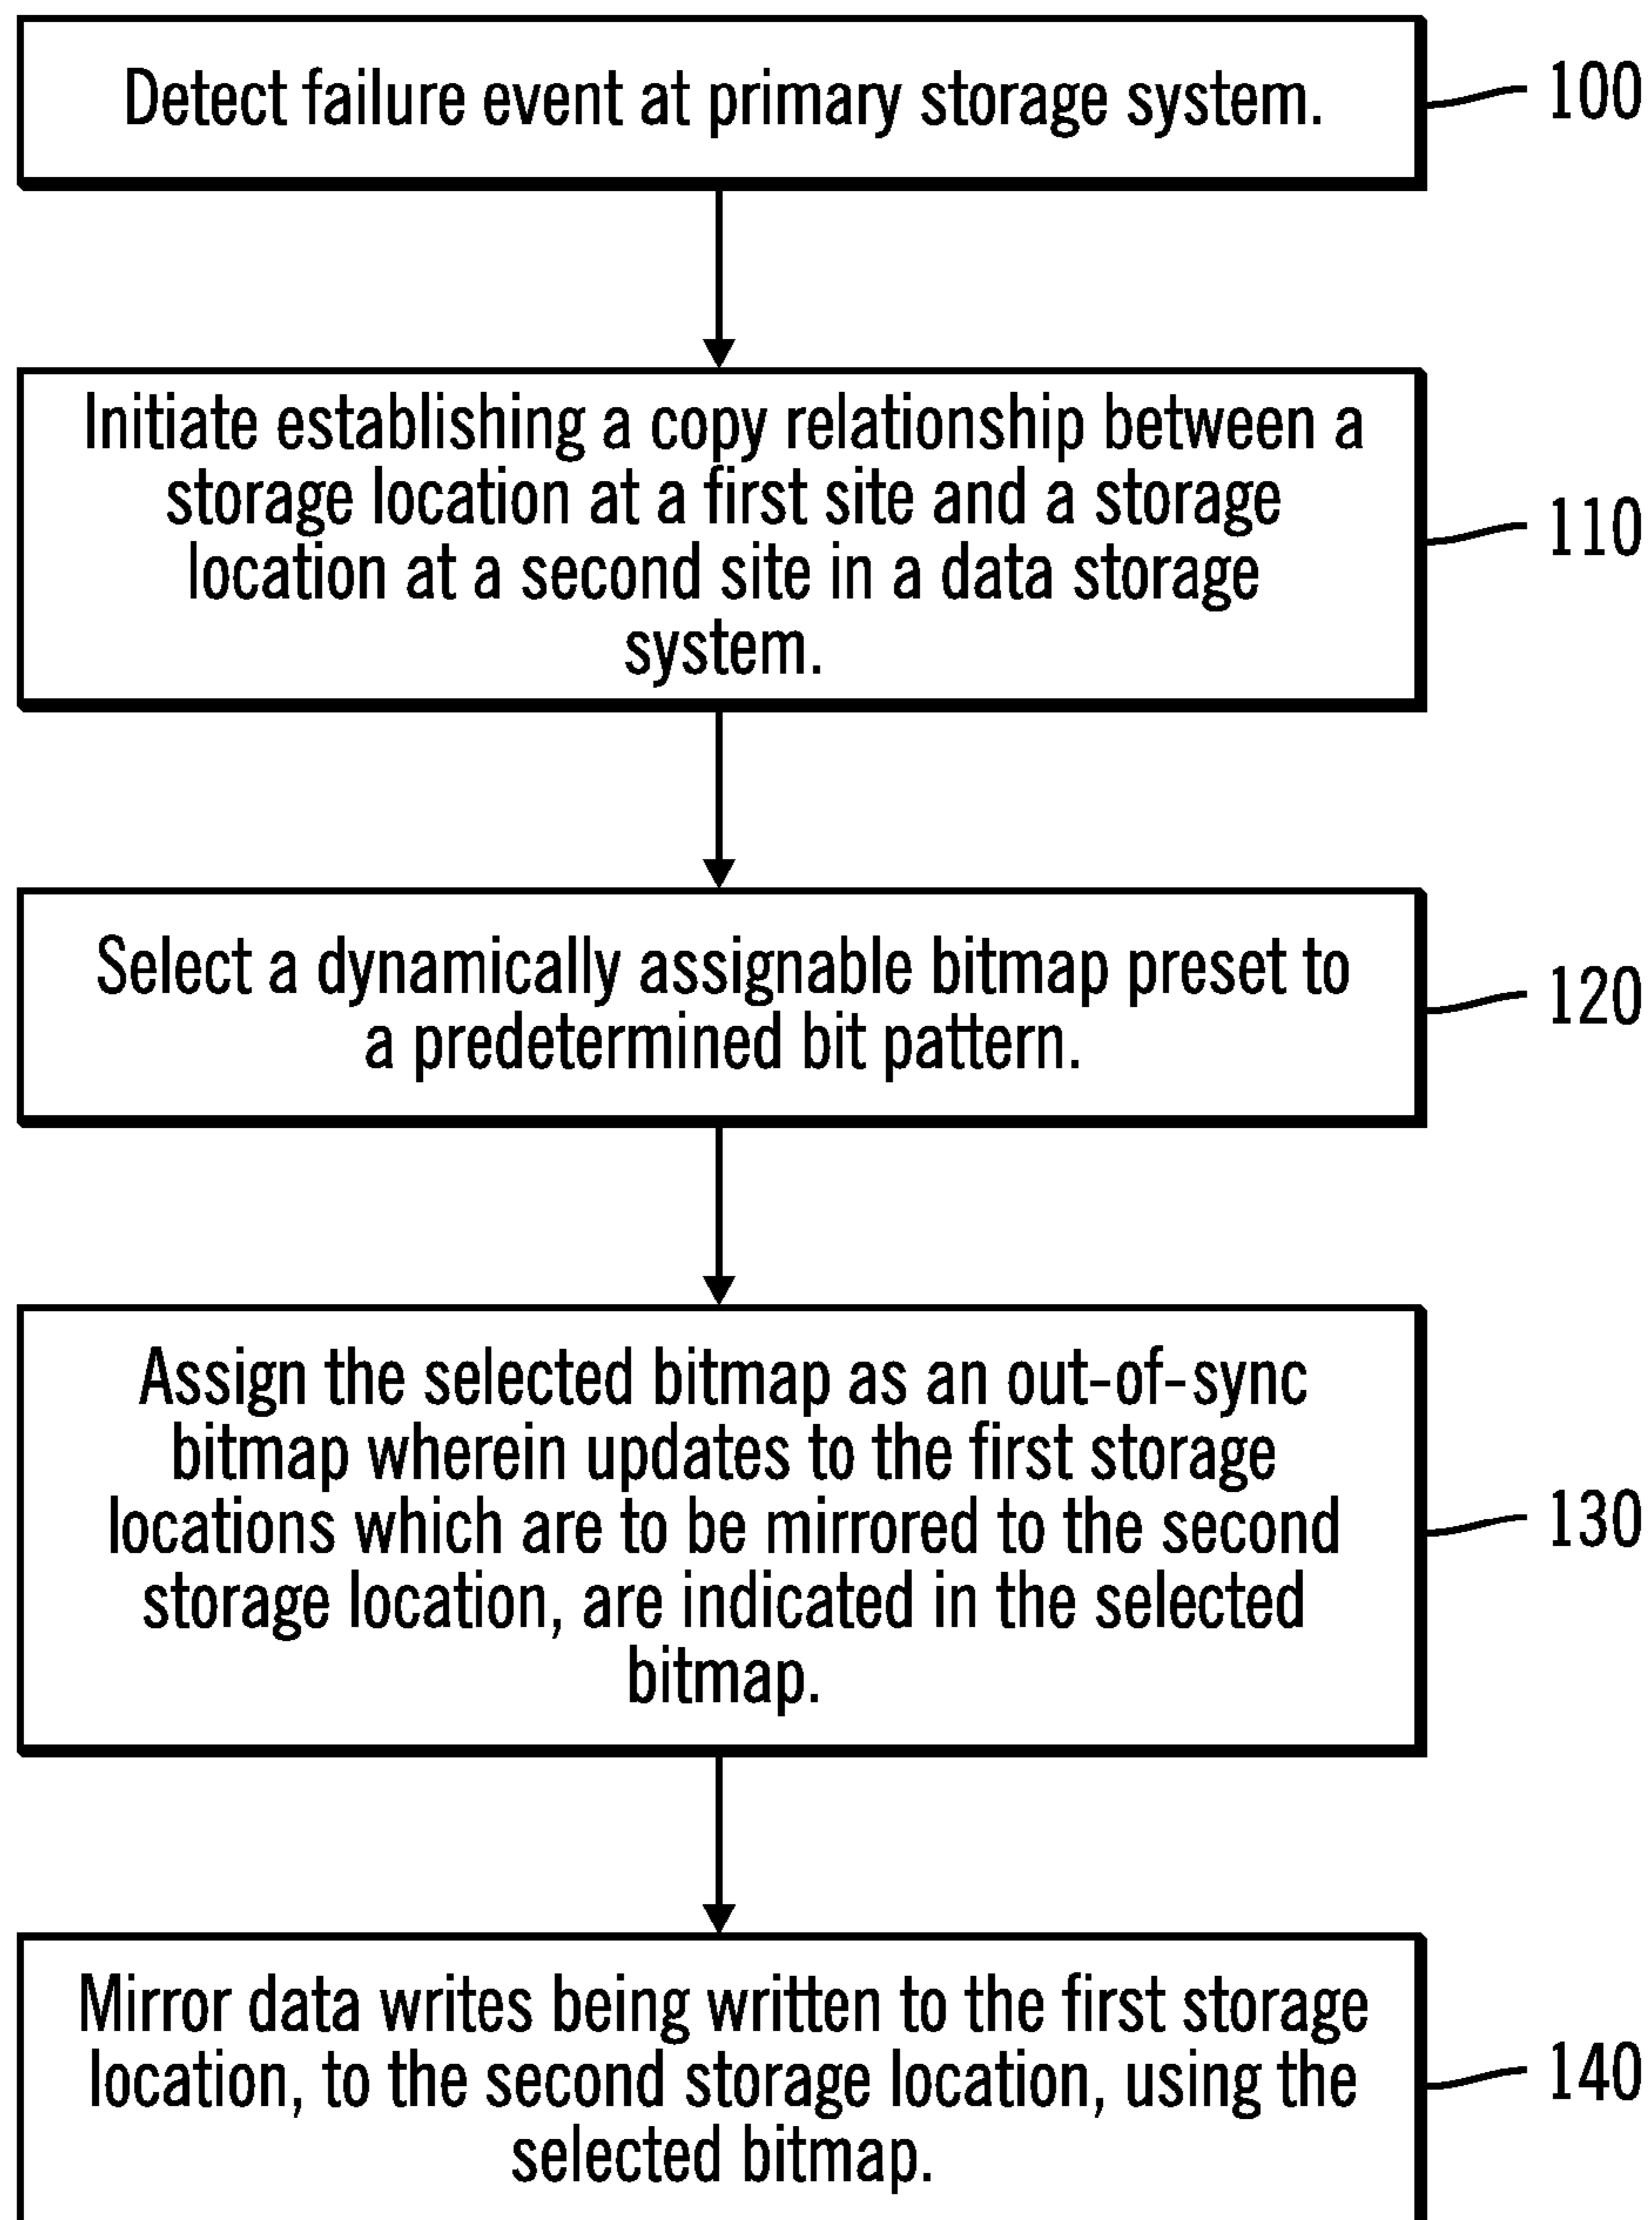 Detect failure event at primary storage system.
100
Initiate establishing a copy relationship between a
storage location at a first site and a storage
location at a second site in a data storage
system.
110
Select a dynamically assignable bitmap preset to
a predetermined bit pattern.
120
Assign the selected bitmap as an out-of-sync
bitmap wherein updates to the first storage
locations which are to be mirrored to the second
storage location, are indicated in the selected
bitmap.
130
Mirror data writes being written to the first storage
location, to the second storage location, using the
selected bitmap.
140